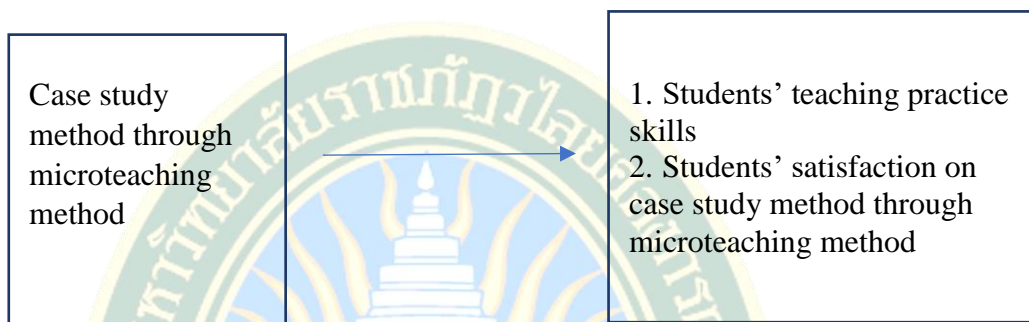 Case study
method through
microteaching
method
1. Students’ teaching practice
skills
2. Students’ satisfaction on
case study method through
microteaching method